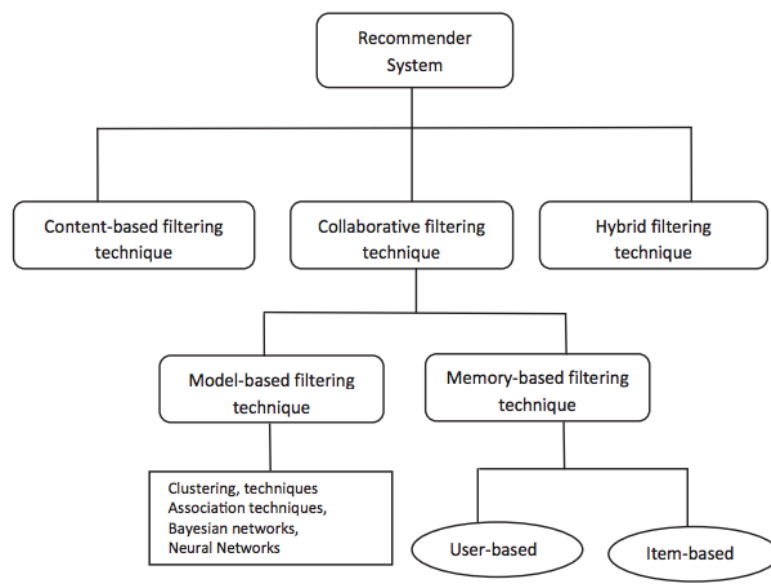 Recommender
System
Content-based filtering
technique
Collaborative filtering
technique
Hybrid filtering
technique
Model-based filtering
technique
Memory-based filtering
technique
Clustering, techniques
Association techniques,
Bayesian networks,
Neural Networks
User-based
Item-based